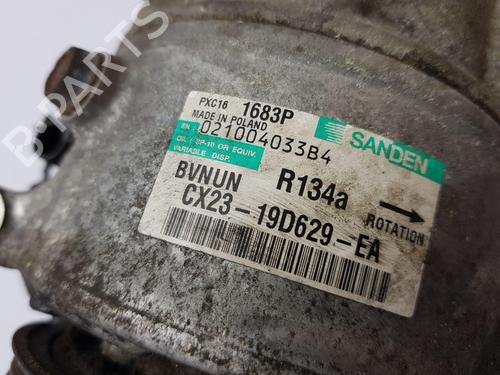 PXC16 1683P
MADE IN POLAND
SN 021004033B4
SANDEN
OIL SP-10 OR EQUIV.
VARIABLE DISP.
BVNUN R134a
ROTATION
CX23-19D629-EA
B-PARTS